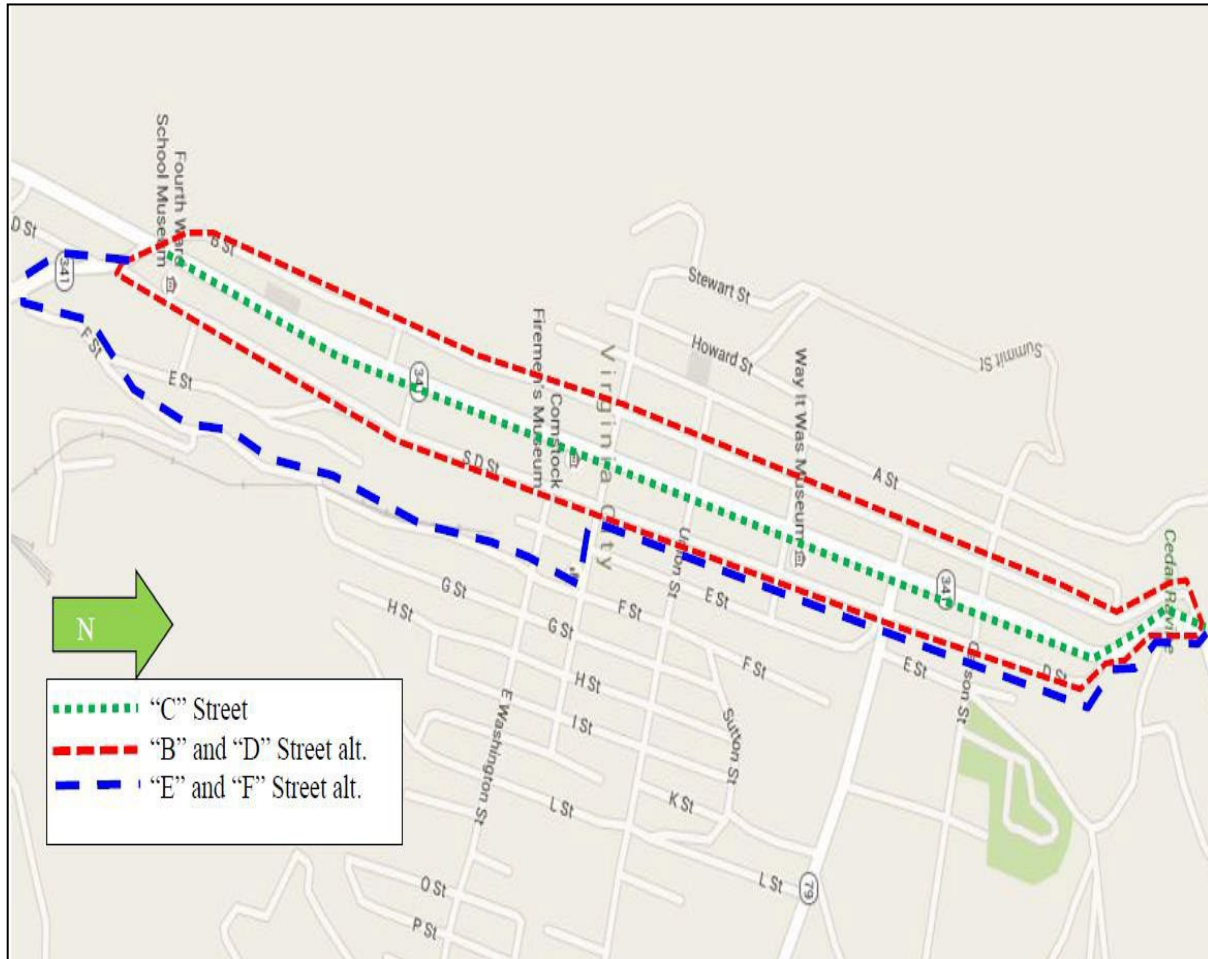 Fourth Ward
School Museum
D St
B St
341
F St
E St
341
Firemen's Museum
Comstock
Virginia City
S D St
Stewart St
Howard St
Summit St
Way It Was Museum
A St
Union St
E St
341
Cedar Ravine
D St
E St
Carson St
G St
H St
G St
F St
F St
H St
I St
E Washington St
Sutton St
L St
K St
L St
79
O St
P St
N
"C" Street
"B" and "D" Street alt.
"E" and "F" Street alt.